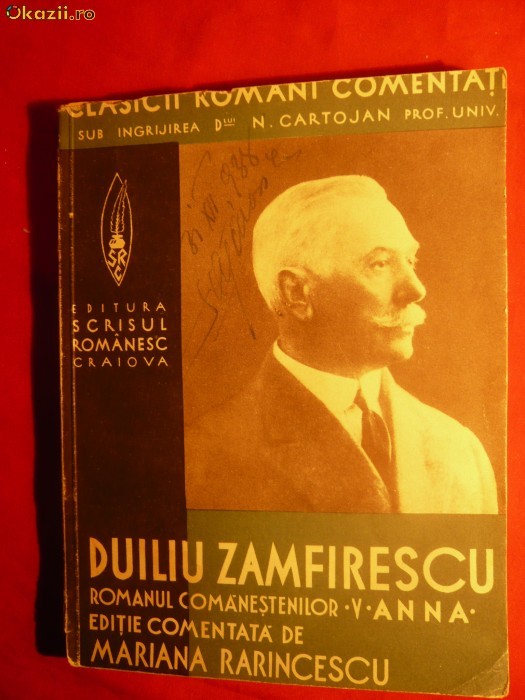 Okazii.ro
CLASICII ROMÂNI COMENTAȚI
SUB INGRIJIREA DLUI N. CARTOJAN PROF. UNIV.
SRC
EDITURA
SCRISUL
ROMÂNESC
CRAIOVA
DUILIU ZAMFIRESCU
ROMANUL COMĂNEȘTENILOR · V · ANNA ·
EDIȚIE COMENTATĂ DE
MARIANA RARINCESCU